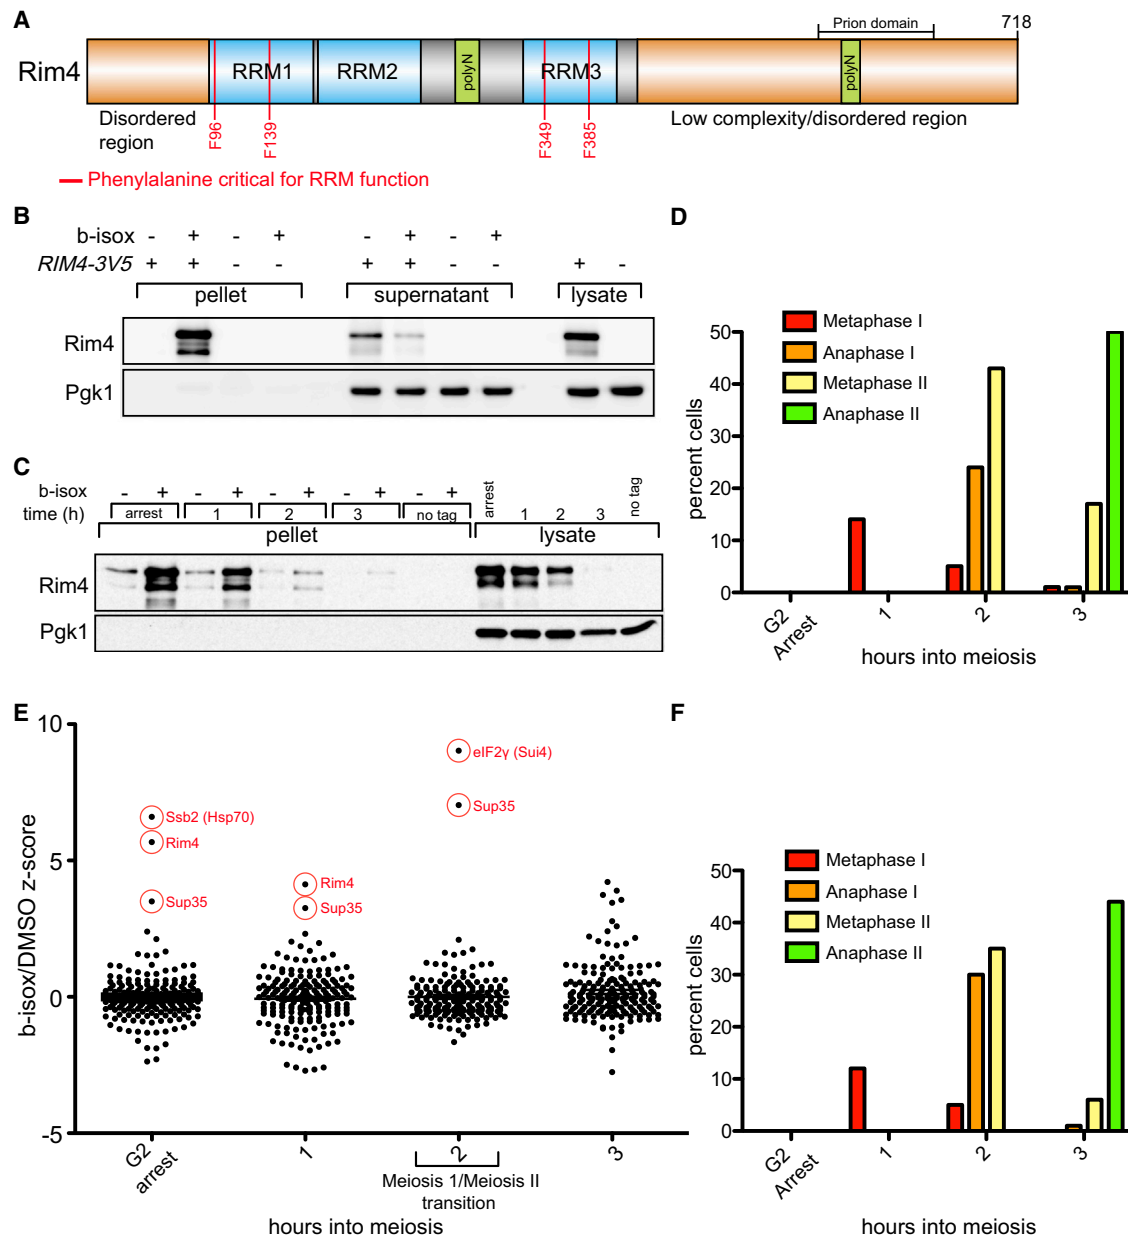 A
Prion domain
718
Rim4
RRM1
RRM2
polyN
RRM3
polyN
Disordered
region
F96
F139
F349
F385
Low complexity/disordered region
Phenylalanine critical for RRM function
B
b-isox - + - + - + - +
RIM4-3V5 + + - - + + - - + -
pellet supernatant lysate
Rim4
Pgk1
C
b-isox - + - + - + - + - +
time (h) arrest 1 2 3 no tag arrest 1 2 3 no tag
pellet lysate
Rim4
Pgk1
D
Metaphase I
Anaphase I
Metaphase II
Anaphase II
percent cells
50
40
30
20
10
0
G2
Arrest
1
2
3
hours into meiosis
E
b-isox/DMSO z-score
10
5
0
-5
Ssb2 (Hsp70)
Rim4
Sup35
Rim4
Sup35
eIF2γ (Sui4)
Sup35
G2
arrest
1
2
3
Meiosis 1/Meiosis II
transition
hours into meiosis
F
Metaphase I
Anaphase I
Metaphase II
Anaphase II
percent cells
50
40
30
20
10
0
G2
Arrest
1
2
3
hours into meiosis